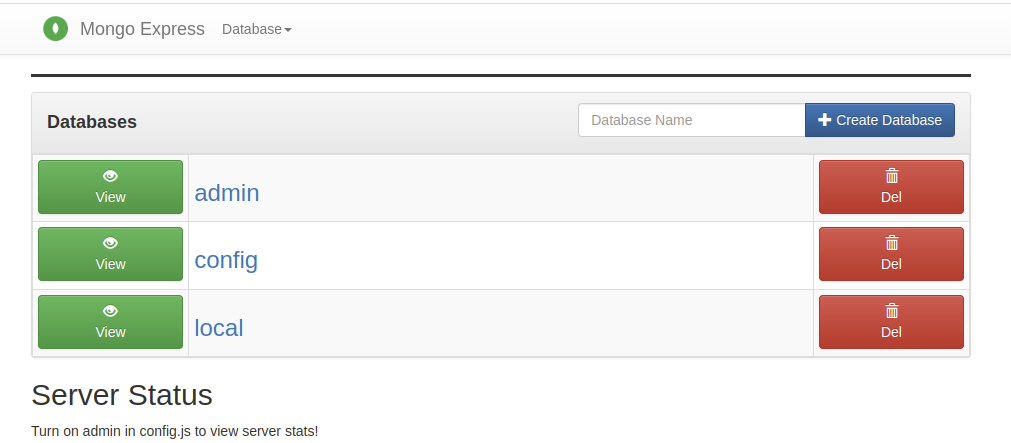 Mongo Express Database
Databases Database Name Create Database
View admin Del
View config Del
View local Del
Server Status
Turn on admin in config.js to view server stats!